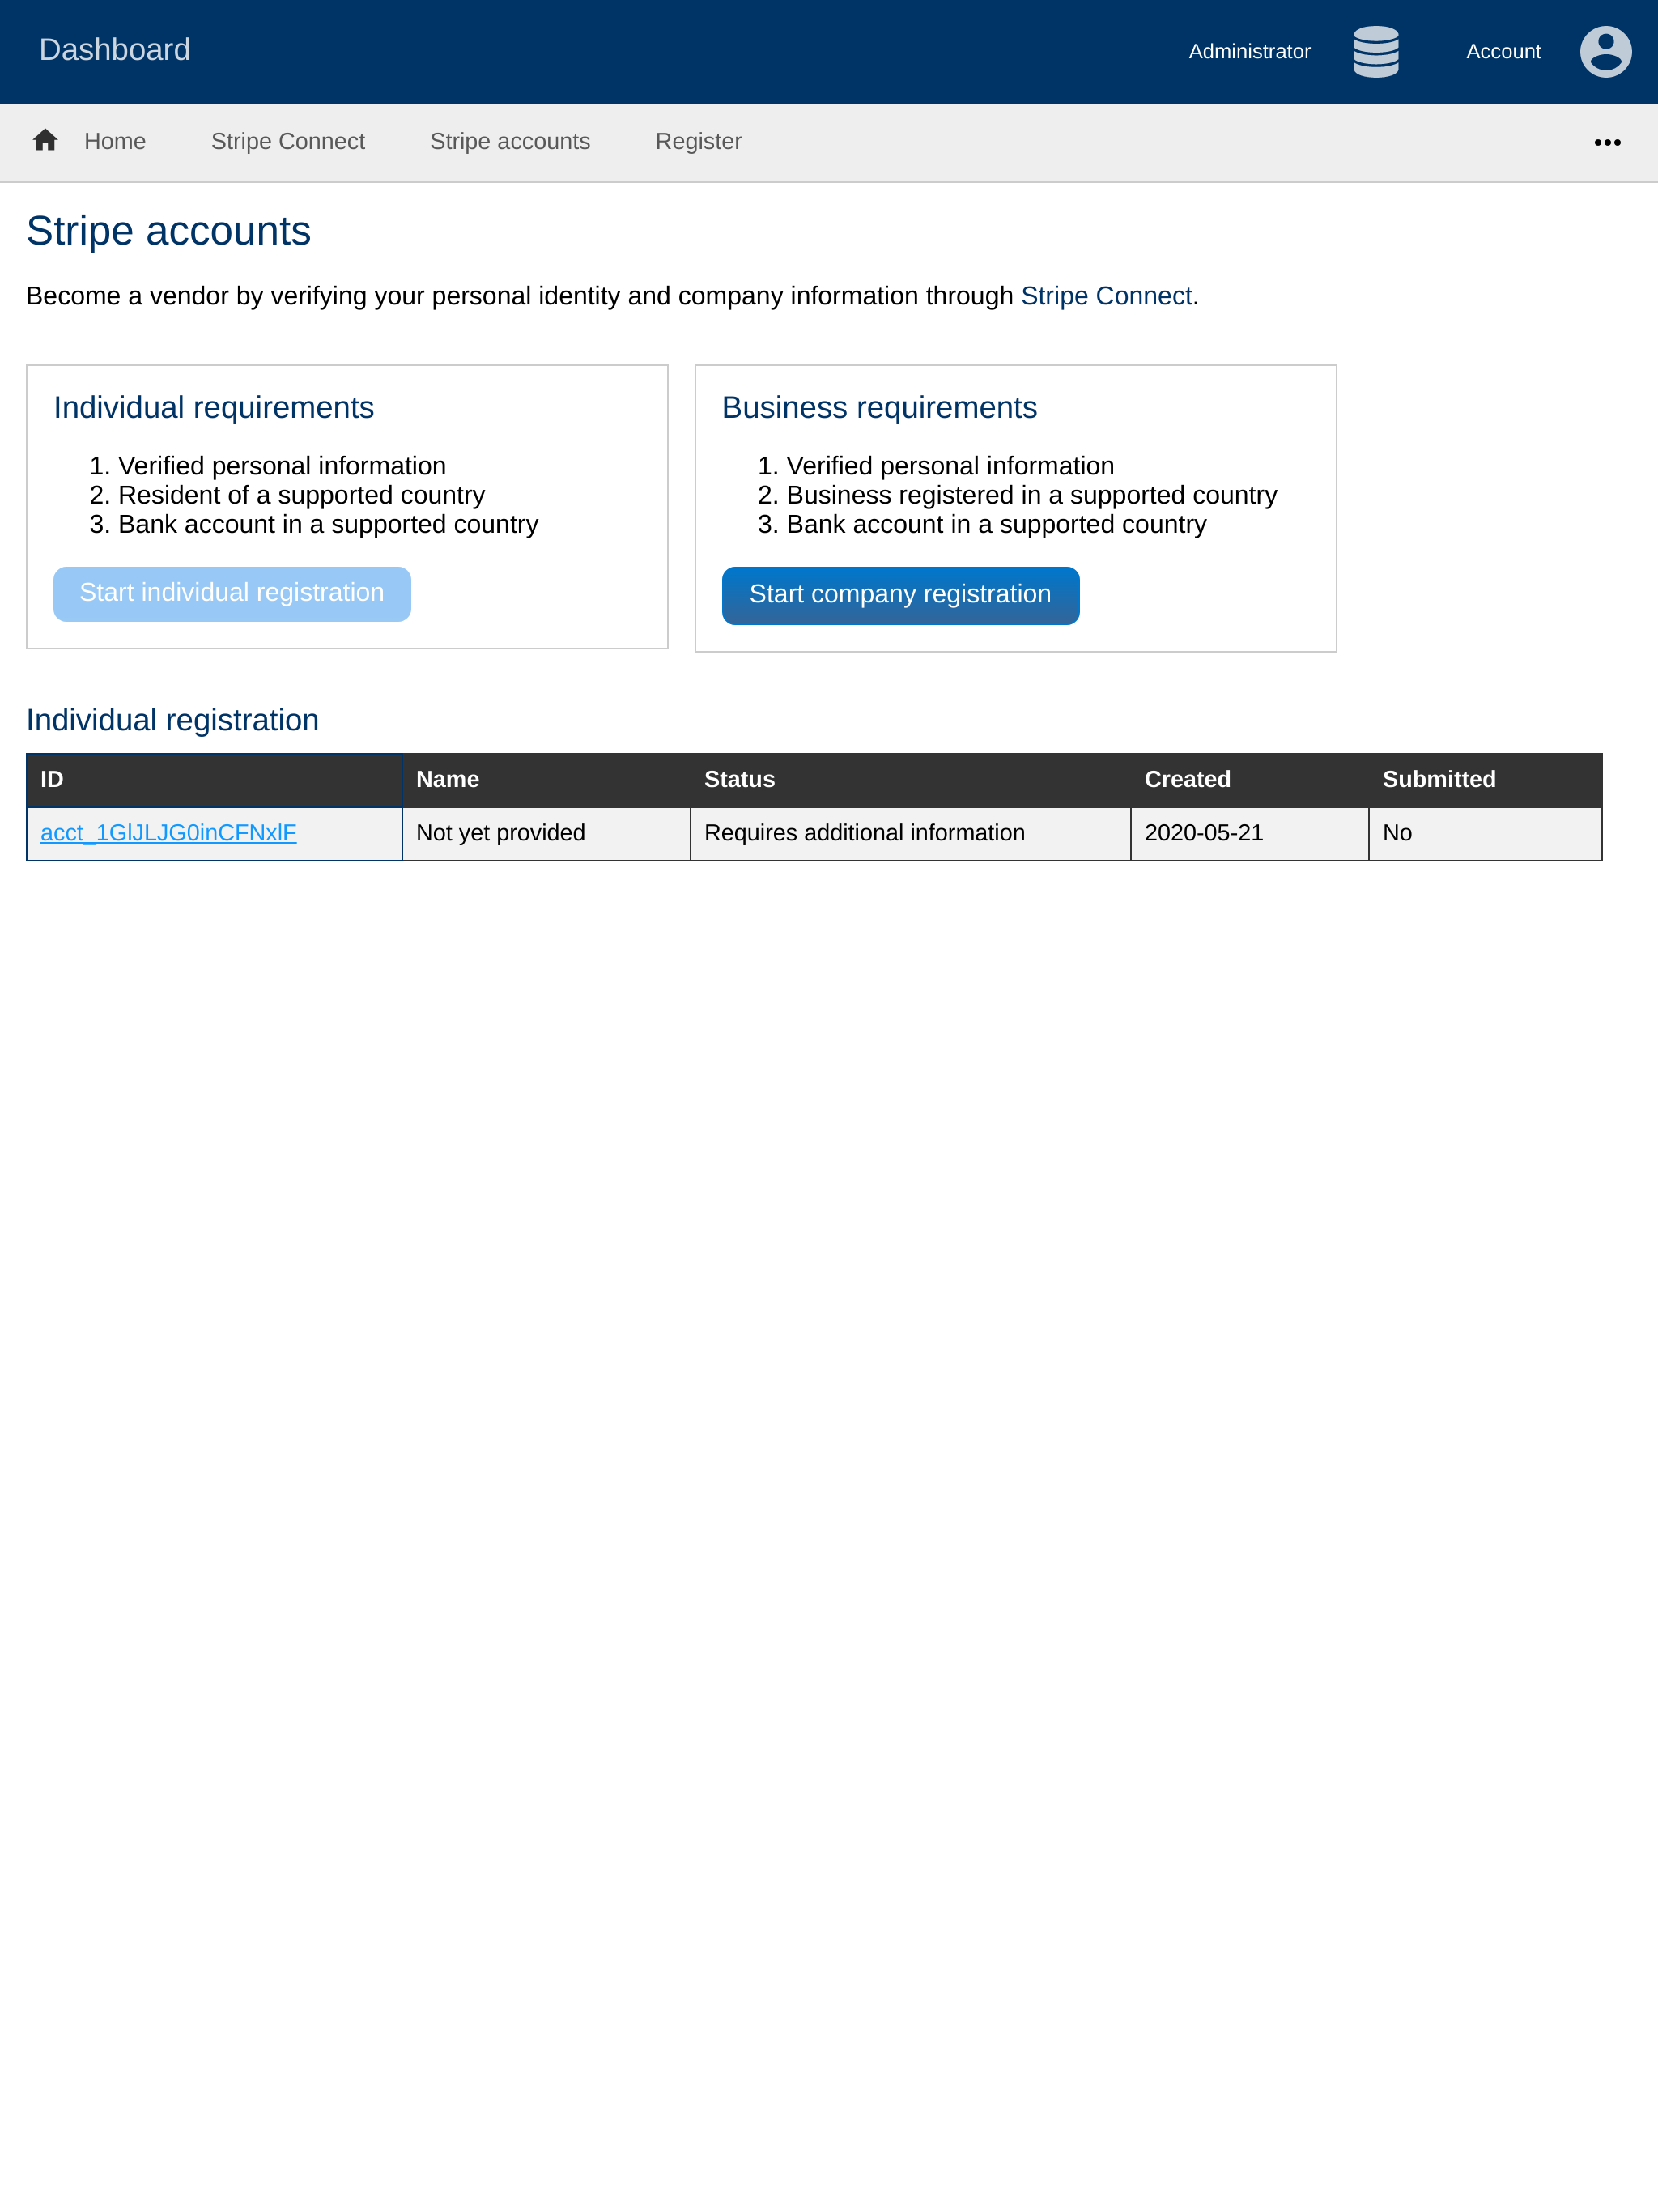 Dashboard
Administrator
Account
Home
Stripe Connect
Stripe accounts
Register
Stripe accounts
Become a vendor by verifying your personal identity and company information through Stripe Connect.
Individual requirements
1. Verified personal information
2. Resident of a supported country
3. Bank account in a supported country
Start individual registration
Business requirements
1. Verified personal information
2. Business registered in a supported country
3. Bank account in a supported country
Start company registration
Individual registration
ID Name Status Created Submitted
acct_1GlJLJG0inCFNxlF Not yet provided Requires additional information 2020-05-21 No